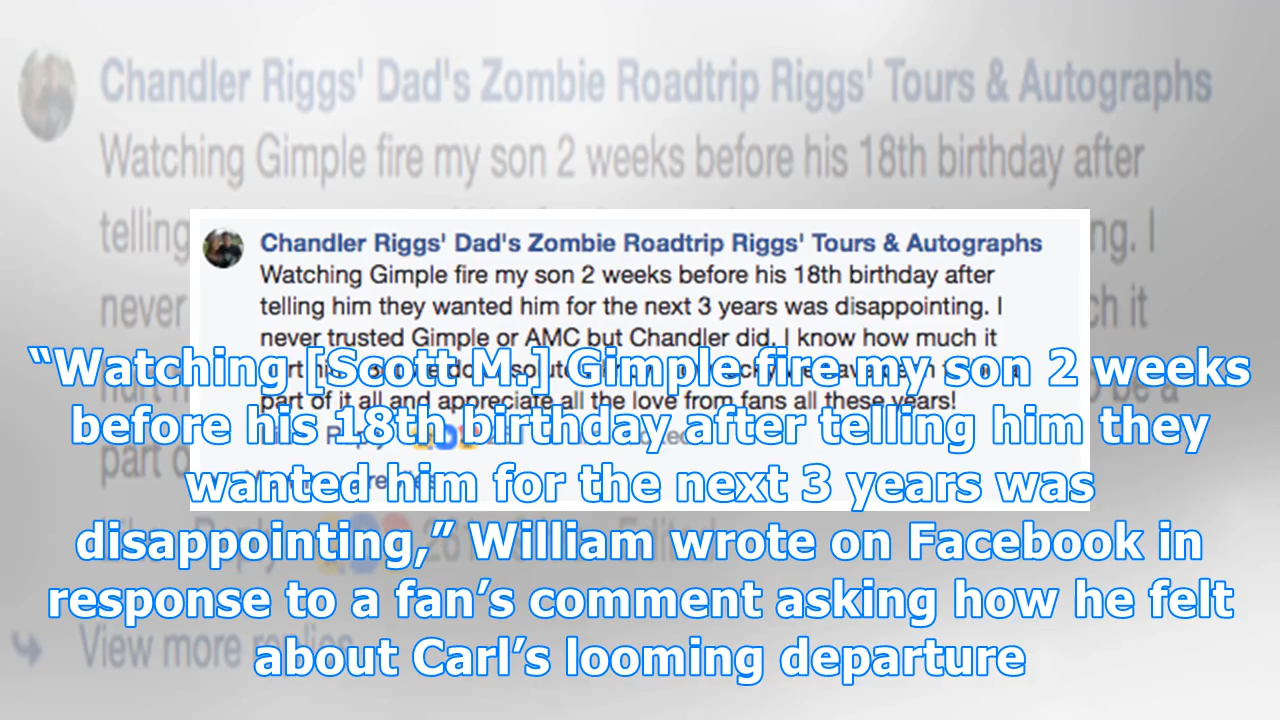 Chandler Riggs' Dad's Zombie Roadtrip Riggs' Tours & Autographs
Watching Gimple fire my son 2 weeks before his 18th birthday after
telling
ng. I
never
ch it
part o
View more replies
Chandler Riggs' Dad's Zombie Roadtrip Riggs' Tours & Autographs
Watching Gimple fire my son 2 weeks before his 18th birthday after
telling him they wanted him for the next 3 years was disappointing. I
never trusted Gimple or AMC but Chandler did. I know how much it
part of it all and appreciate all the love from fans all these years!
“Watching [Scott M.] Gimple fire my son 2 weeks
before his 18th birthday after telling him they
wanted him for the next 3 years was
disappointing,” William wrote on Facebook in
response to a fan’s comment asking how he felt
about Carl’s looming departure